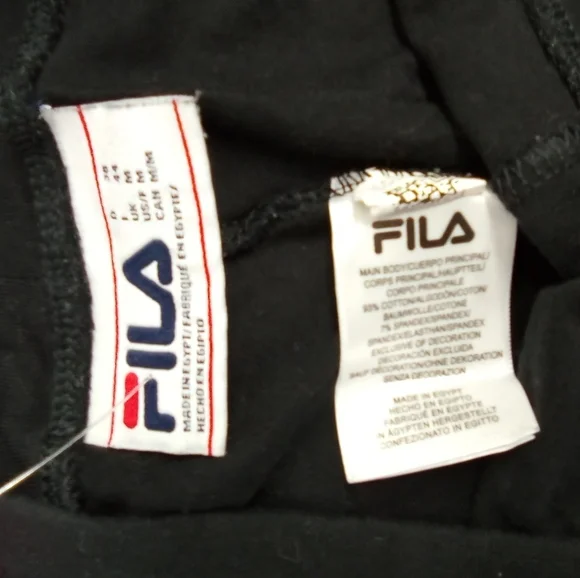 FILA
D 38
I 44
UK M
US/F M
CAN M/M
MADE IN EGYPT/FABRIQUÉ EN EGYPTE/
HECHO EN EGIPTO
FILA
MAIN BODY/CUERPO PRINCIPAL/
CORPS PRINCIPAL/HAUPTTEIL/
CORPO PRINCIPALE
93% COTTON/ALGODÓN/COTON/
BAUMWOLLE/COTONE
7% SPANDEX/SPANDEX/
SPANDEX/ELASTHAN/SPANDEX
EXCLUSIVE OF DECORATION
DECORACIÓN EXCLUIDA
SAUF DÉCORATION/OHNE DEKORATION
SENZA DECORAZION
MADE IN EGYPT
HECHO EN EGIPTO
FABRIQUÉ EN EGYPTE
IN ÄGYPTEN HERGESTELLT
CONFEZIONATO IN EGITTO